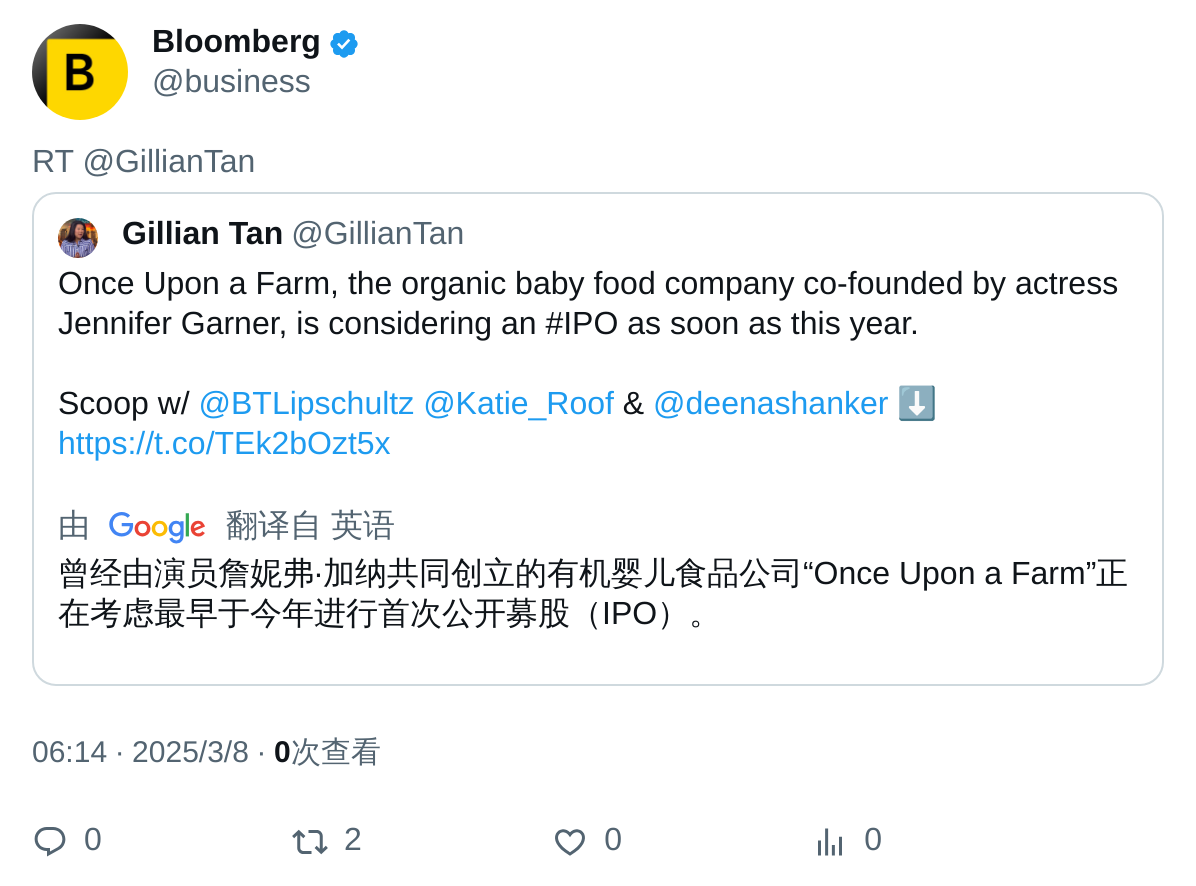 B
Bloomberg
@business
RT @GillianTan
Gillian Tan @GillianTan
Once Upon a Farm, the organic baby food company co-founded by actress
Jennifer Garner, is considering an #IPO as soon as this year.
Scoop w/ @BTLipschultz @Katie_Roof & @deenashanker ⬇️
https://t.co/TEk2bOzt5x
由 Google 翻译自 英语
曾经由演员詹妮弗·加纳共同创立的有机婴儿食品公司“Once Upon a Farm”正
在考虑最早于今年进行首次公开募股（IPO）。
06:14 · 2025/3/8 · 0次查看
0 2 0 0